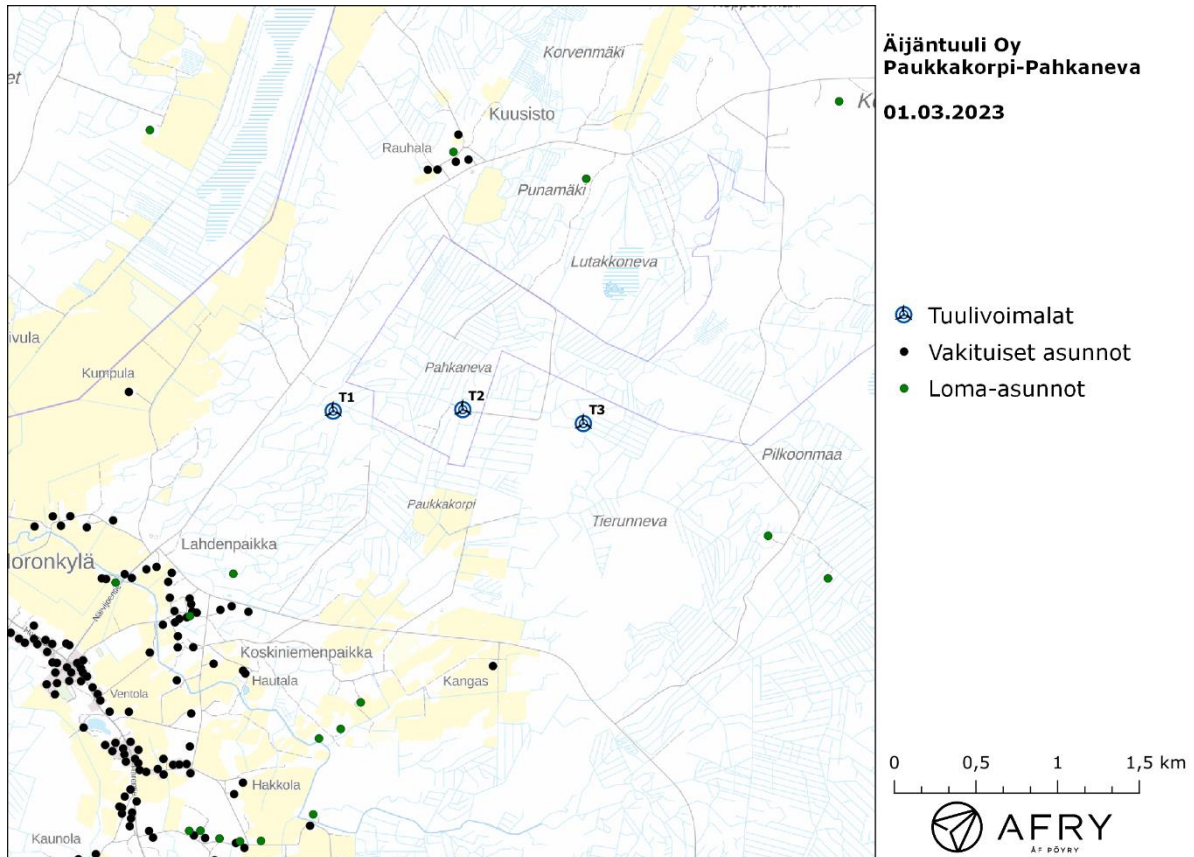 Äijäntuuli Oy
Paukkakorpi-Pahkaneva
01.03.2023
Korvenmäki
Kuusisto
Rauhala
Punamäki
Lutakkoneva
Kumpula
Pahkaneva
T1
T2
T3
Pilkoonmaa
Paukkakorpi
Tierunneva
Lahdenpaikka
Koskiniemenpaikka
Hautala
Kangas
Ventola
Hakkola
Kaunola
Tuulivoimalat
Vakituiset asunnot
Loma-asunnot
0 0,5 1 1,5 km
AFRY
ÅF PÖYRY